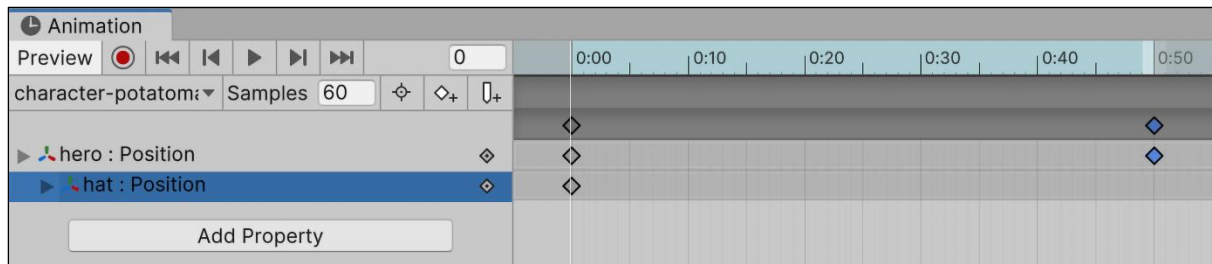 Animation
Preview 0 0:00 0:10 0:20 0:30 0:40 0:50
character-potatoma Samples 60
hero : Position
hat : Position
Add Property